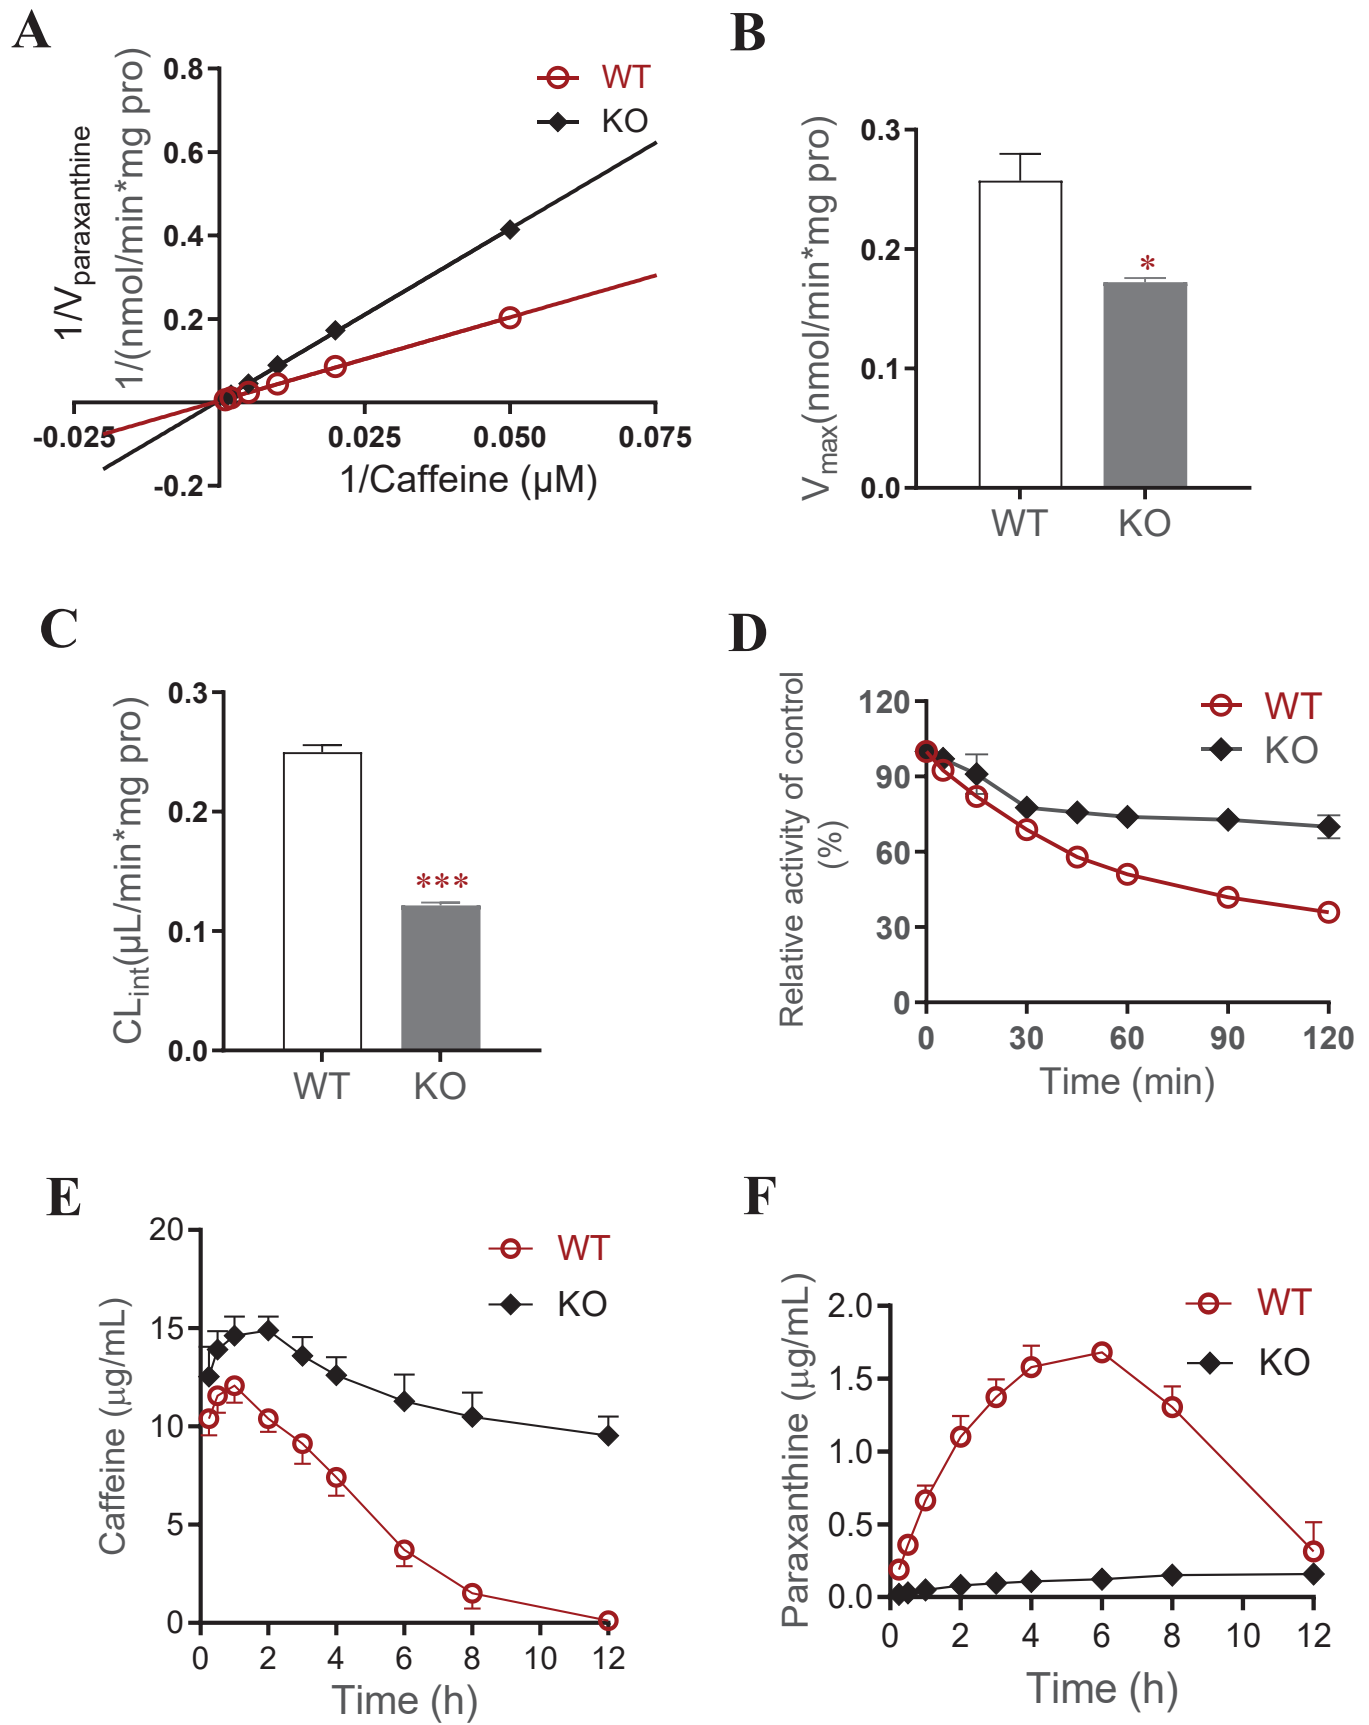 A
1/V paraxanthine
1/(nmol/min*mg pro)
0.8
0.6
0.4
0.2
-0.2
-0.025
0.025
0.050
0.075
1/Caffeine (µM)
WT
KO
B
Vmax(nmol/min*mg pro)
0.3
0.2
0.1
0.0
*
WT
KO
C
CLint(µL/min*mg pro)
0.3
0.2
0.1
0.0
***
WT
KO
D
Relative activity of control
(%)
120
90
60
30
0
0
30
60
90
120
Time (min)
WT
KO
E
Caffeine (µg/mL)
20
15
10
5
0
0
2
4
6
8
10
12
Time (h)
WT
KO
F
Paraxanthine (µg/mL)
2.0
1.5
1.0
0.5
0.0
0
2
4
6
8
10
12
Time (h)
WT
KO